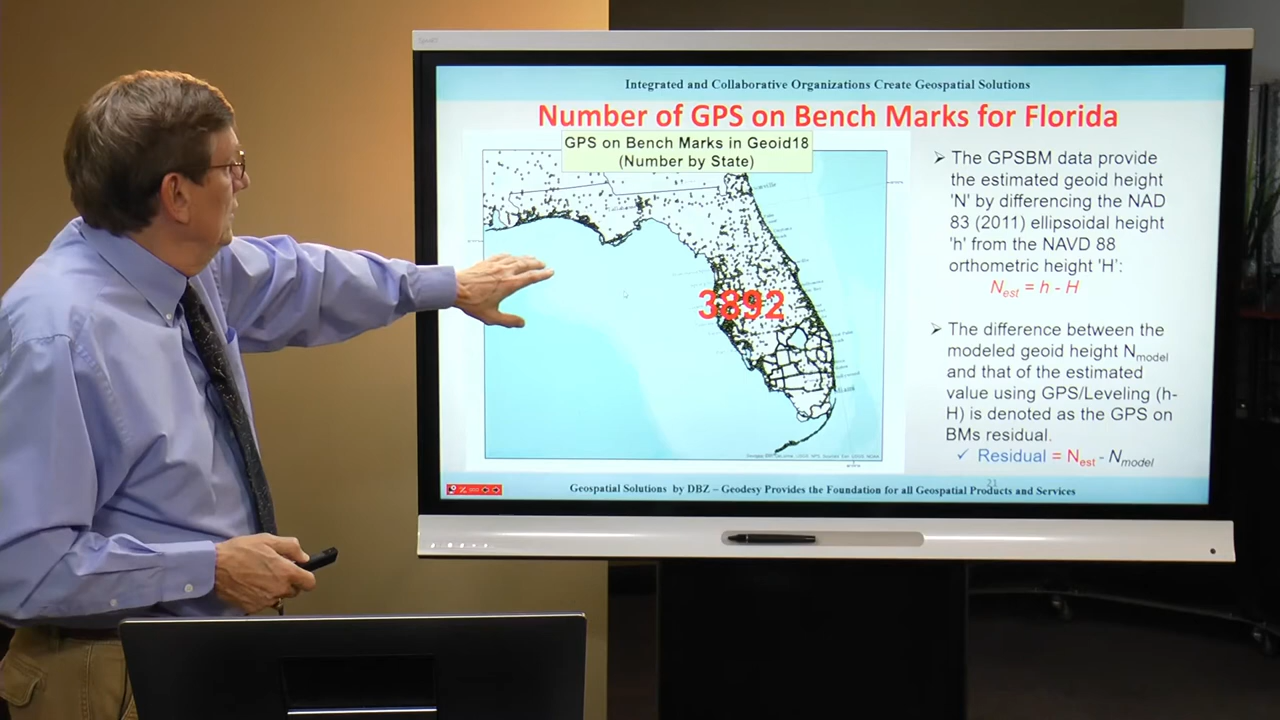 Integrated and Collaborative Organizations Create Geospatial Solutions
Number of GPS on Bench Marks for Florida
GPS on Bench Marks in Geoid18
(Number by State)
3892
➢ The GPSBM data provide
the estimated geoid height
'N' by differencing the NAD
83 (2011) ellipsoidal height
'h' from the NAVD 88
orthometric height 'H':
Nest = h - H
➢ The difference between the
modeled geoid height Nmodel
and that of the estimated
value using GPS/Leveling (h-
H) is denoted as the GPS on
BMs residual.
✓ Residual = Nest - Nmodel
21
Geospatial Solutions by DBZ – Geodesy Provides the Foundation for all Geospatial Products and Services